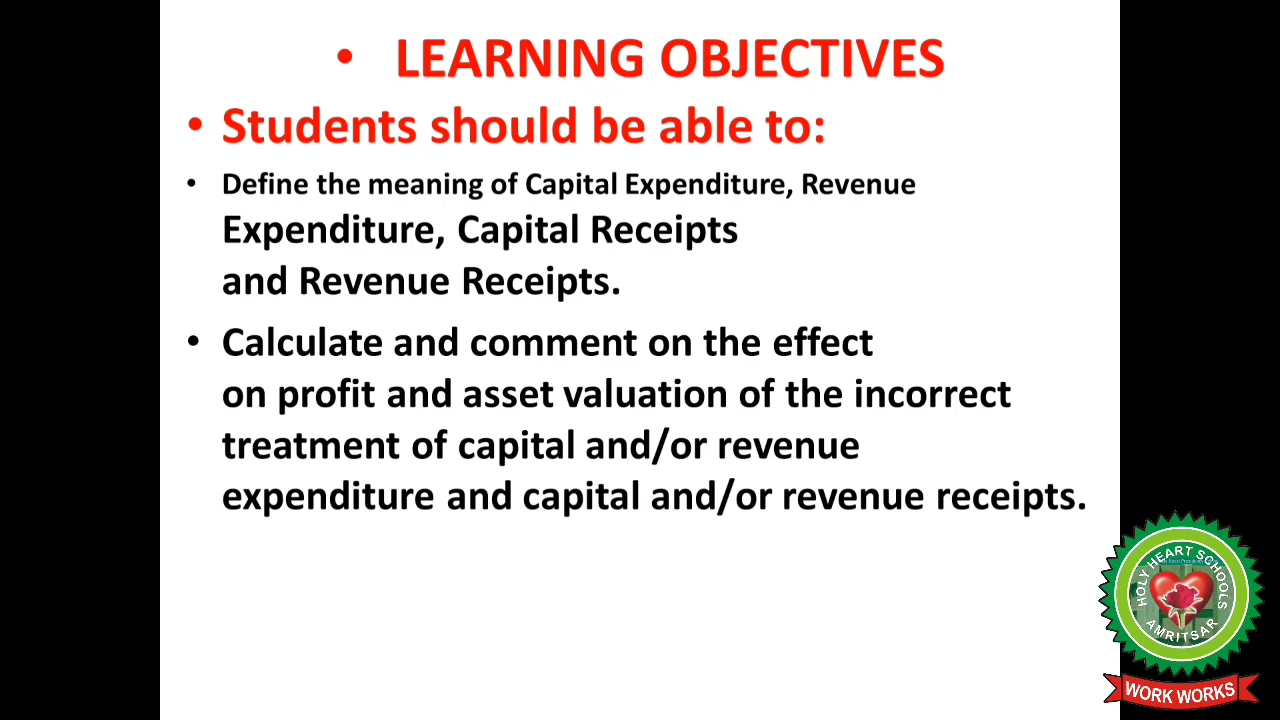 • LEARNING OBJECTIVES
• Students should be able to:
• Define the meaning of Capital Expenditure, Revenue
Expenditure, Capital Receipts
and Revenue Receipts.
• Calculate and comment on the effect
on profit and asset valuation of the incorrect
treatment of capital and/or revenue
expenditure and capital and/or revenue receipts.
HOLY HEART SCHOOLS
AMRITSAR
WORK WORKS